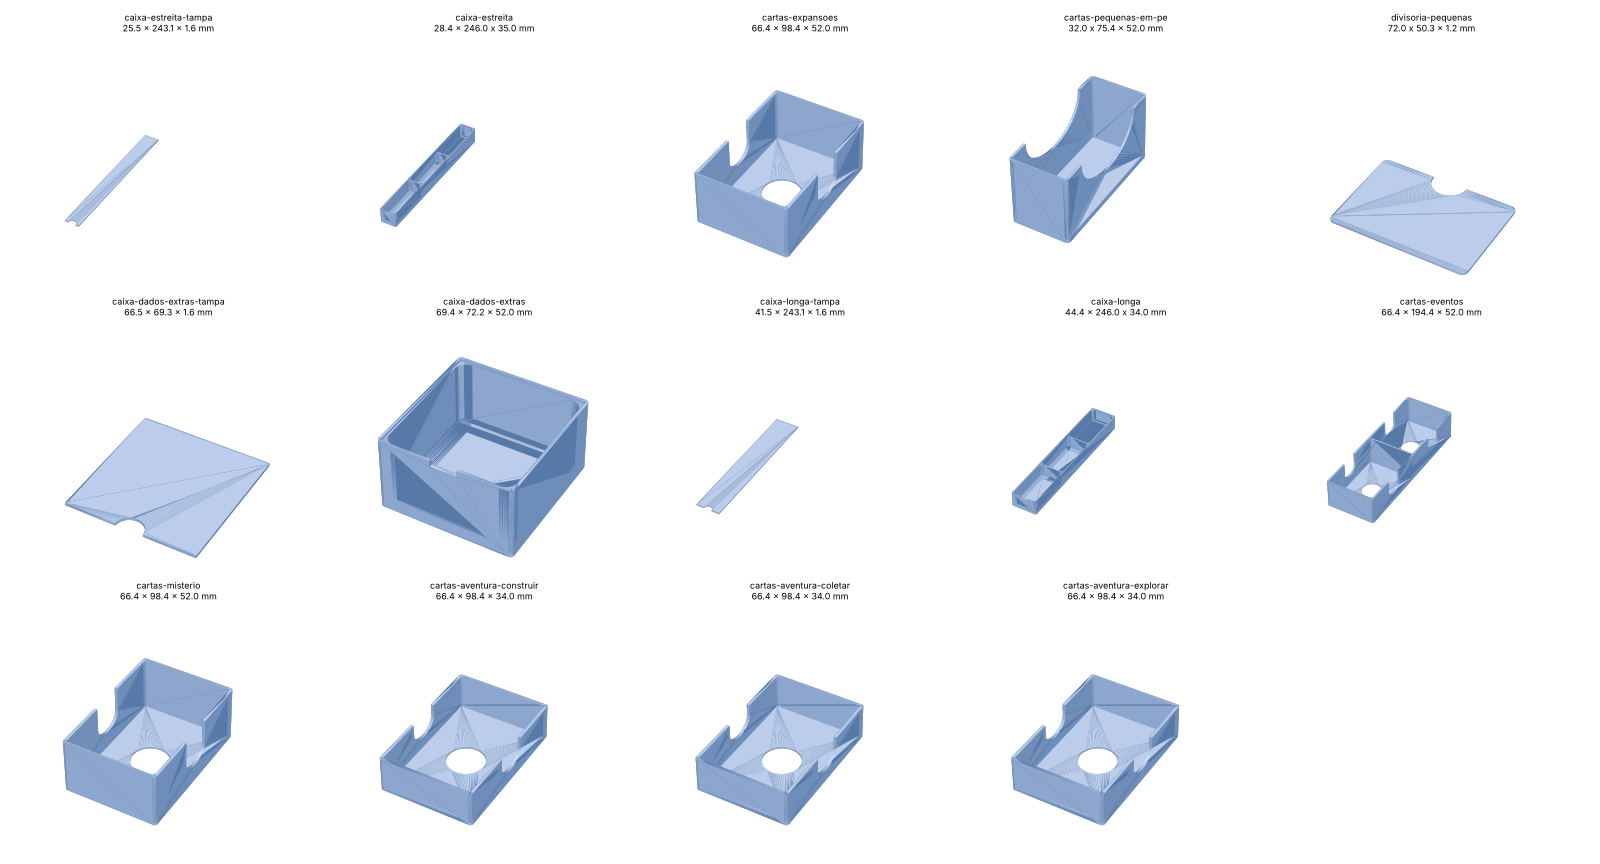 caixa-estreita-tampa
25.5 × 243.1 × 1.6 mm
caixa-estreita
28.4 × 246.0 x 35.0 mm
cartas-expansoes
66.4 × 98.4 × 52.0 mm
cartas-pequenas-em-pe
32.0 x 75.4 × 52.0 mm
divisoria-pequenas
72.0 x 50.3 × 1.2 mm
caixa-dados-extras-tampa
66.5 × 69.3 × 1.6 mm
caixa-dados-extras
69.4 × 72.2 × 52.0 mm
caixa-longa-tampa
41.5 × 243.1 × 1.6 mm
caixa-longa
44.4 × 246.0 x 34.0 mm
cartas-eventos
66.4 × 194.4 × 52.0 mm
cartas-misterio
66.4 × 98.4 × 52.0 mm
cartas-aventura-construir
66.4 × 98.4 × 34.0 mm
cartas-aventura-coletar
66.4 × 98.4 × 34.0 mm
cartas-aventura-explorar
66.4 × 98.4 × 34.0 mm